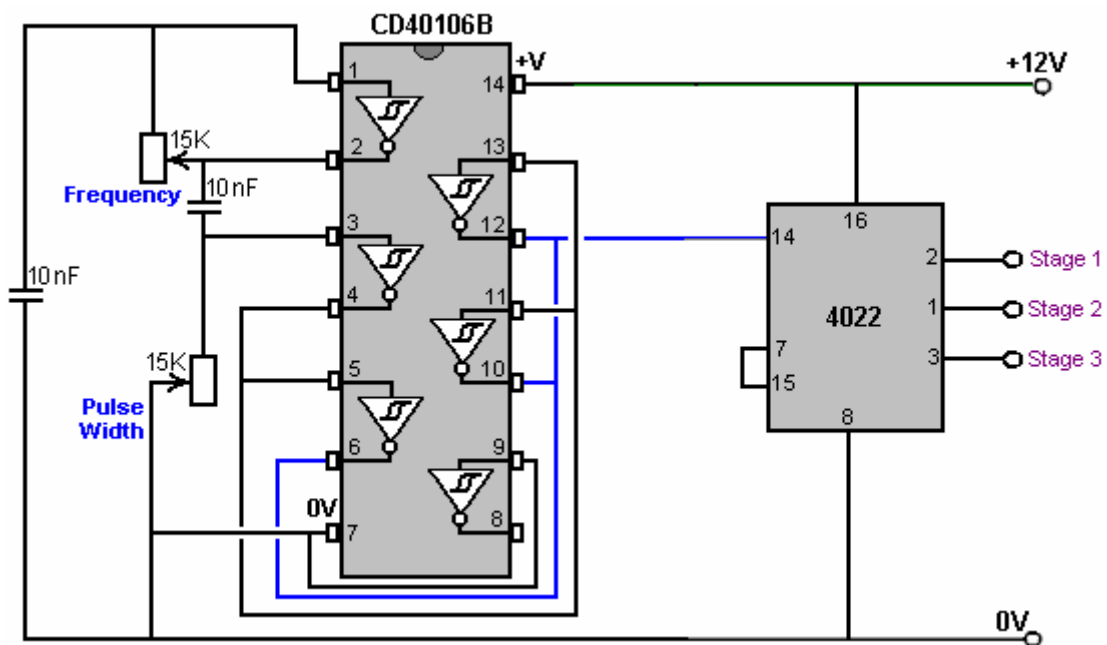 CD40106B
+V
+12V
1
14
15K
2
13
Frequency
10nF
3
12
14
16
2
Stage 1
10nF
4
11
4022
1
Stage 2
15K
5
10
7
3
Stage 3
15
Pulse
Width
6
9
8
0V
7
8
0V